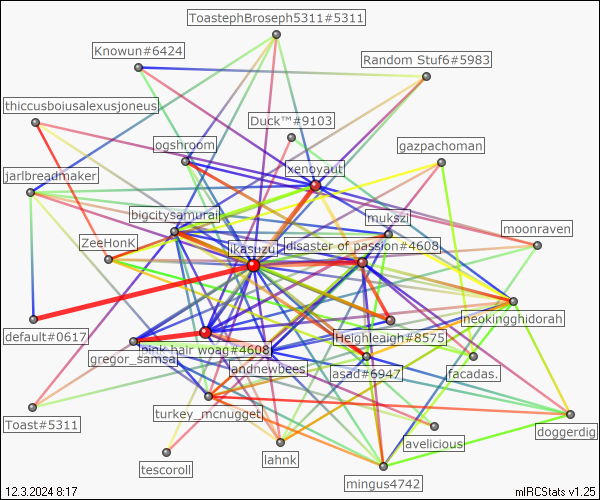 ToastephBroseph5311#5311
Knowun#6424
Random Stuf6#5983
thiccusboiusalexusjoneus
Duck™#9103
ogshroom
gazpachoman
xenoyaut
jarlbreadmaker
bigcitysamurai
mukszi
moonraven
ZeeHonK
ikasuzu
disaster of passion#4608
neokingghidorah
default#0617
Heighleaigh#8575
pink hair woag#4608
gregor_samsa
landnewbees
asad#6947
facadas.
Toast#5311
turkey_mcnugget
doggerdig
avelicious
lahnk
tescoroll
mingus4742
12.3.2024 8:17
mIRCStats v1.25